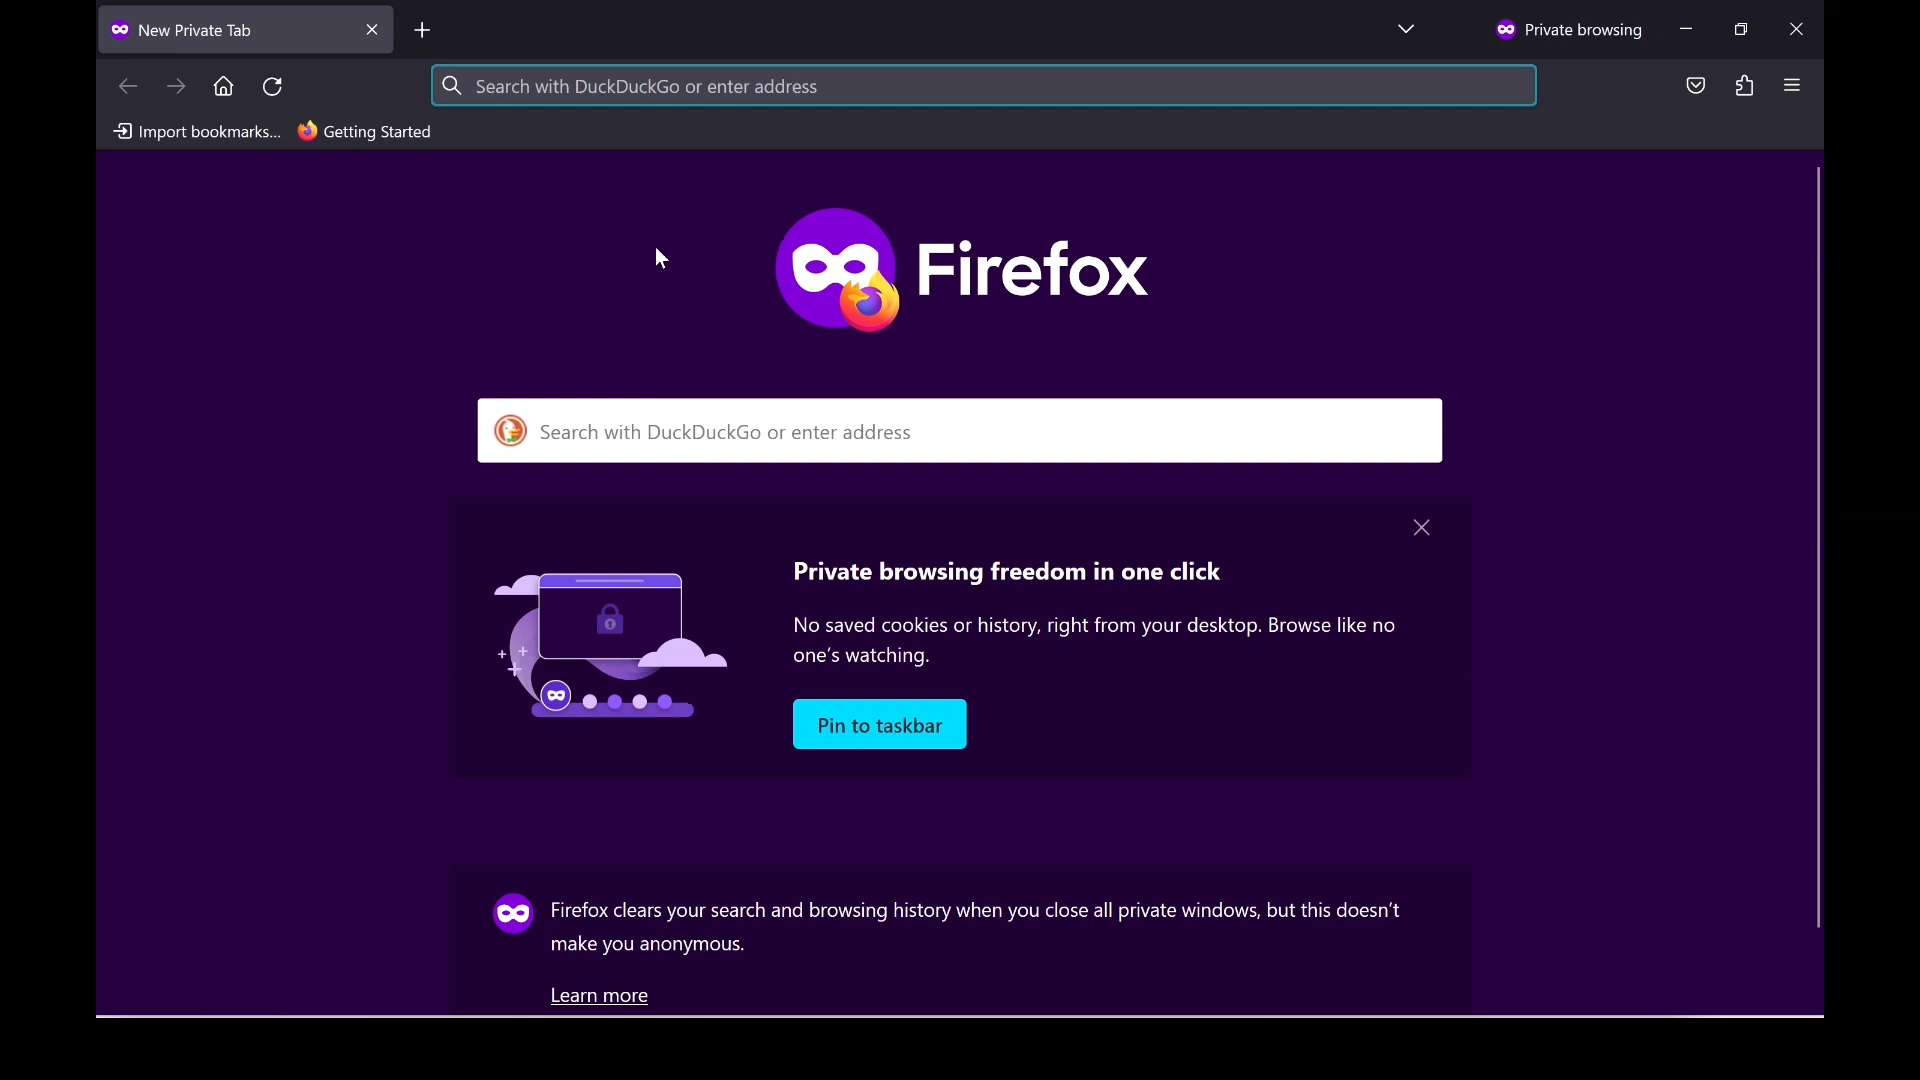 New Private Tab
Private browsing
Search with DuckDuckGo or enter address
Import bookmarks... Getting Started
Firefox
Search with DuckDuckGo or enter address
Private browsing freedom in one click
No saved cookies or history, right from your desktop. Browse like no
one's watching.
Pin to taskbar
Firefox clears your search and browsing history when you close all private windows, but this doesn't
make you anonymous.
Learn more